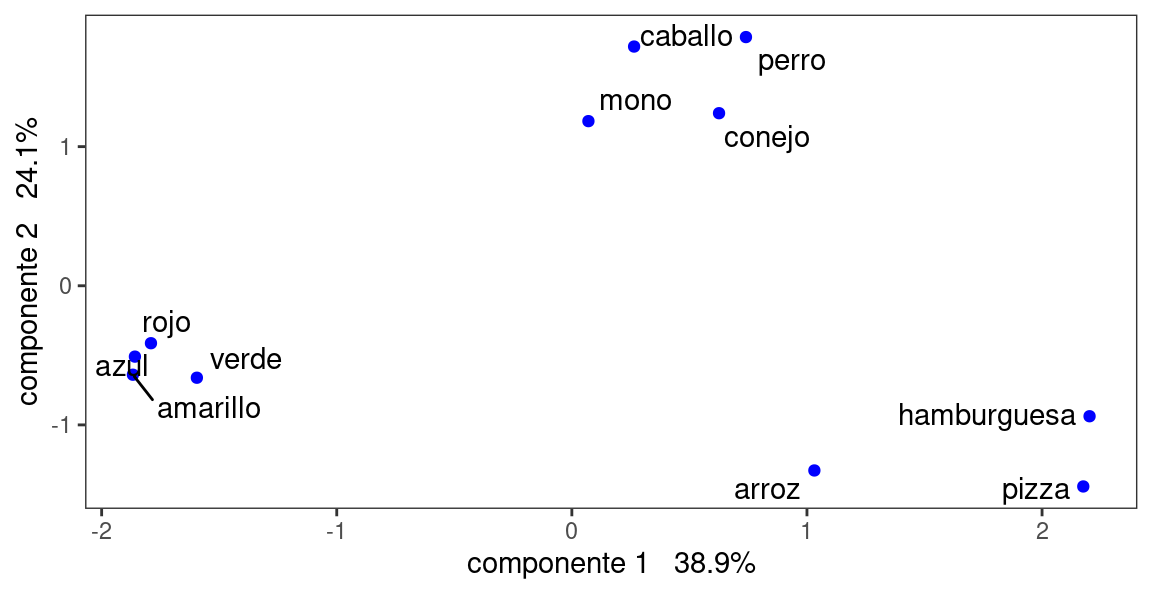 caballo
perro
mono
conejo
1
componente 2   24.1%
0
rojo
azul
verde
amarillo
-1
hamburguesa
arroz
pizza
-2
-1
0
1
2
componente 1   38.9%